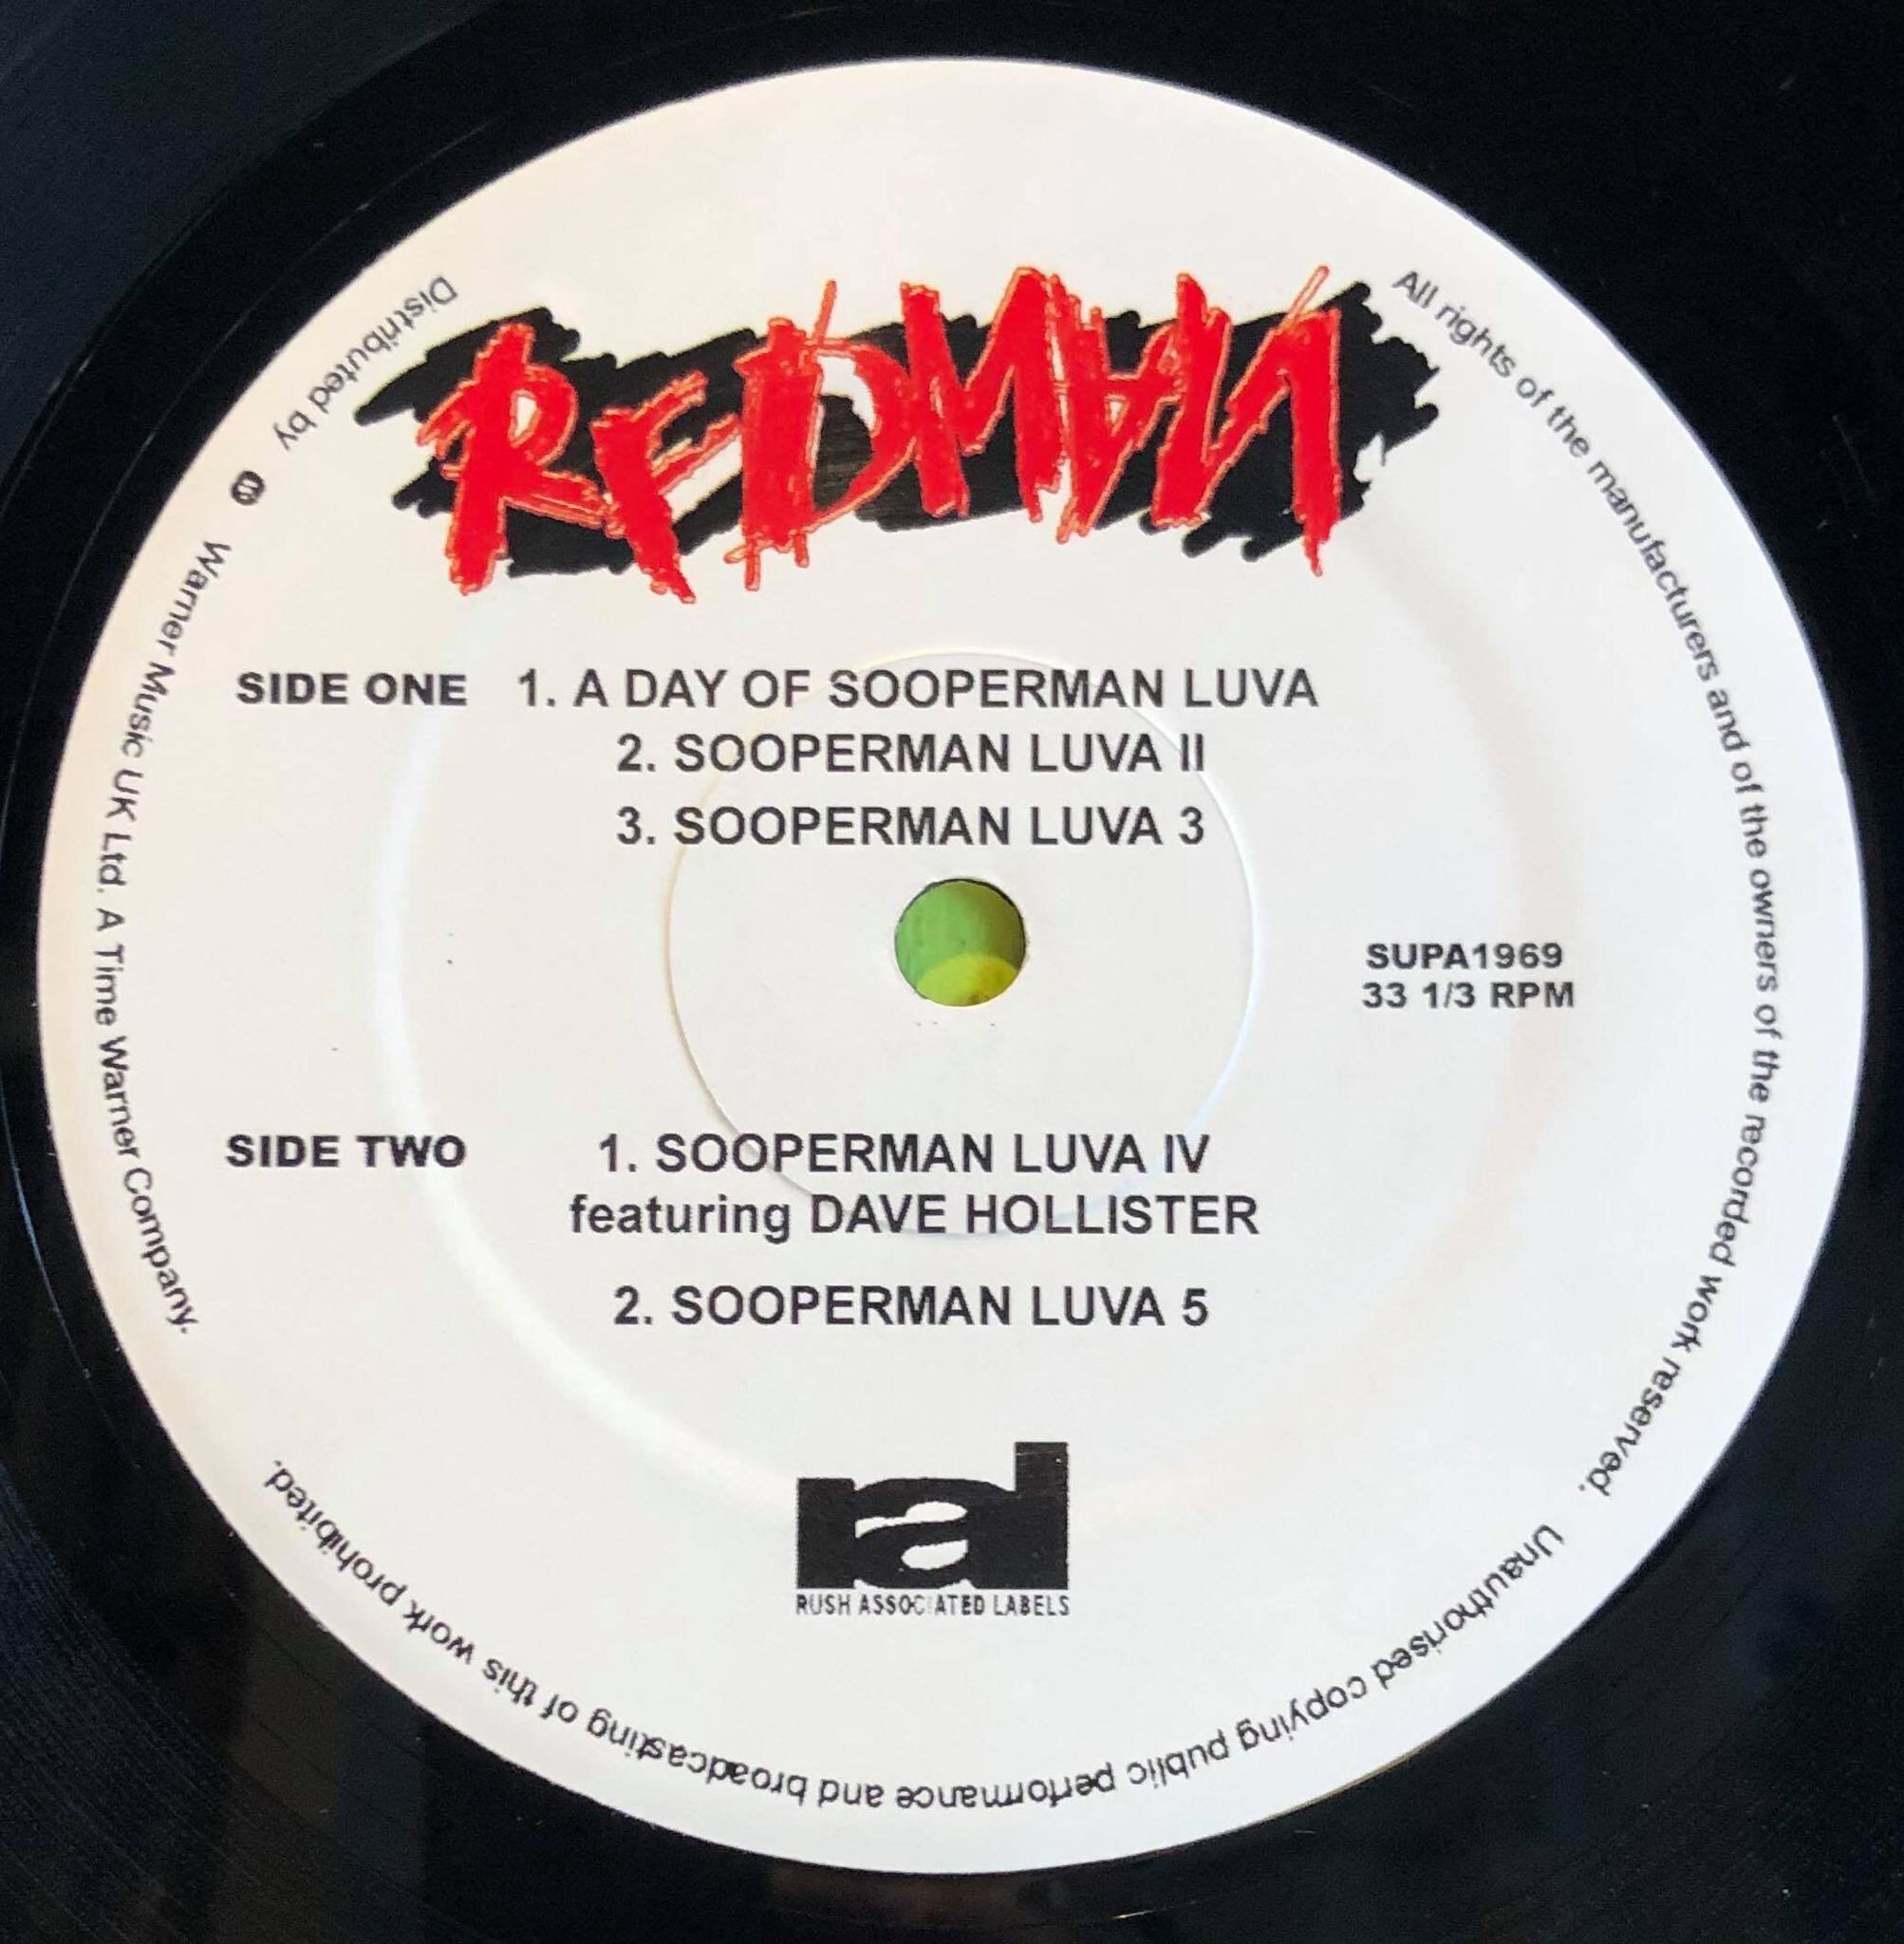 REDMAN
SIDE ONE 1. A DAY OF SOOPERMAN LUVA
2. SOOPERMAN LUVA II
3. SOOPERMAN LUVA 3
SUPA1969
33 1/3 RPM
SIDE TWO 1. SOOPERMAN LUVA IV
featuring DAVE HOLLISTER
2. SOOPERMAN LUVA 5
rad
RUSH ASSOCIATED LABELS
All rights of the manufacturers and of the owners of the recorded work reserved.
Unauthorised copying public performance and broadcasting of this work prohibited.
Distributed by Warner Music UK Ltd. A Time Warner Company.